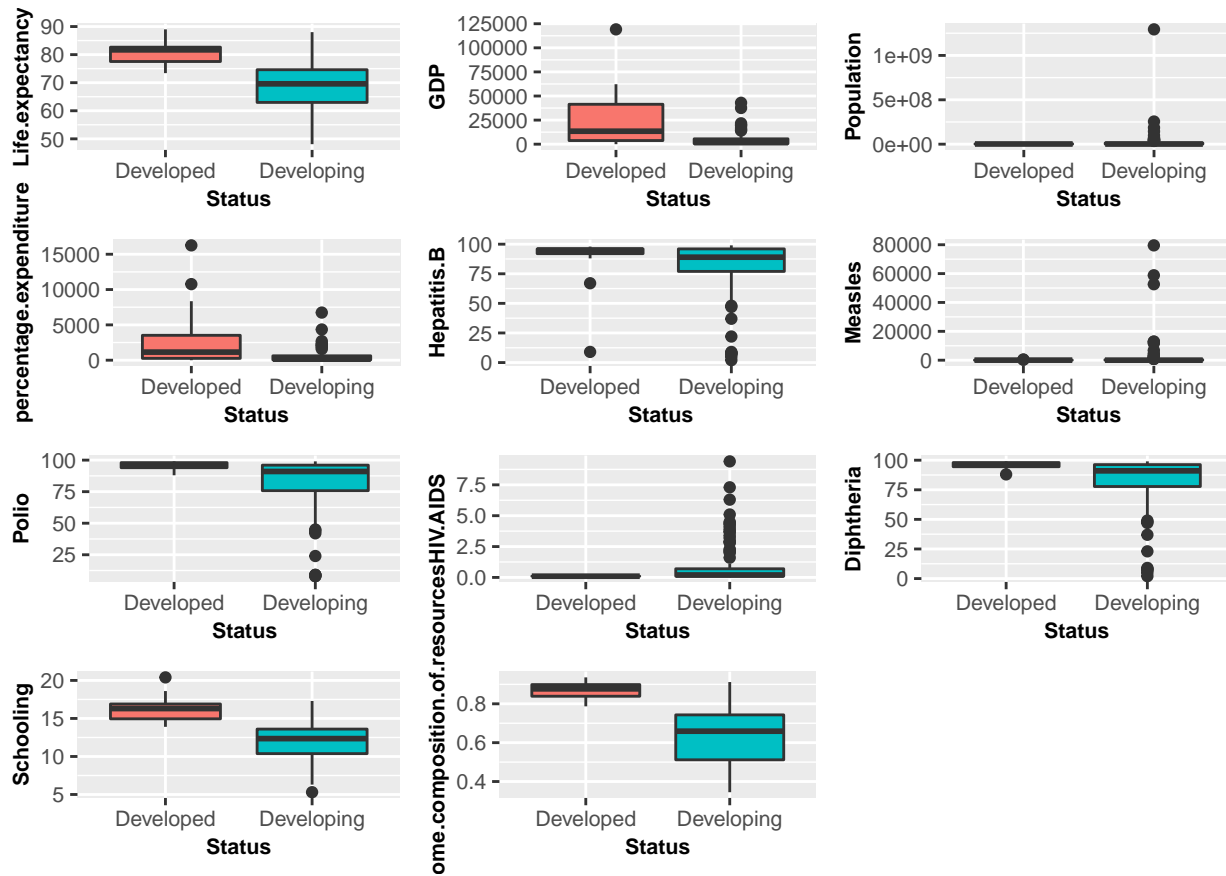 Life.expectancy
90
80
70
60
50
Developed Developing
Status
GDP
125000
100000
75000
50000
25000
0
Developed Developing
Status
Population
1e+09
5e+08
0e+00
Developed Developing
Status
percentage.expenditure
15000
10000
5000
0
Developed Developing
Status
Hepatitis.B
100
75
50
25
0
Developed Developing
Status
Measles
80000
60000
40000
20000
0
Developed Developing
Status
Polio
100
75
50
25
Developed Developing
Status
HIV.AIDS
7.5
5.0
2.5
0.0
Developed Developing
Status
Diphtheria
100
75
50
25
0
Developed Developing
Status
Schooling
20
15
10
5
Developed Developing
Status
ome.composition.of.resources
0.8
0.6
0.4
Developed Developing
Status